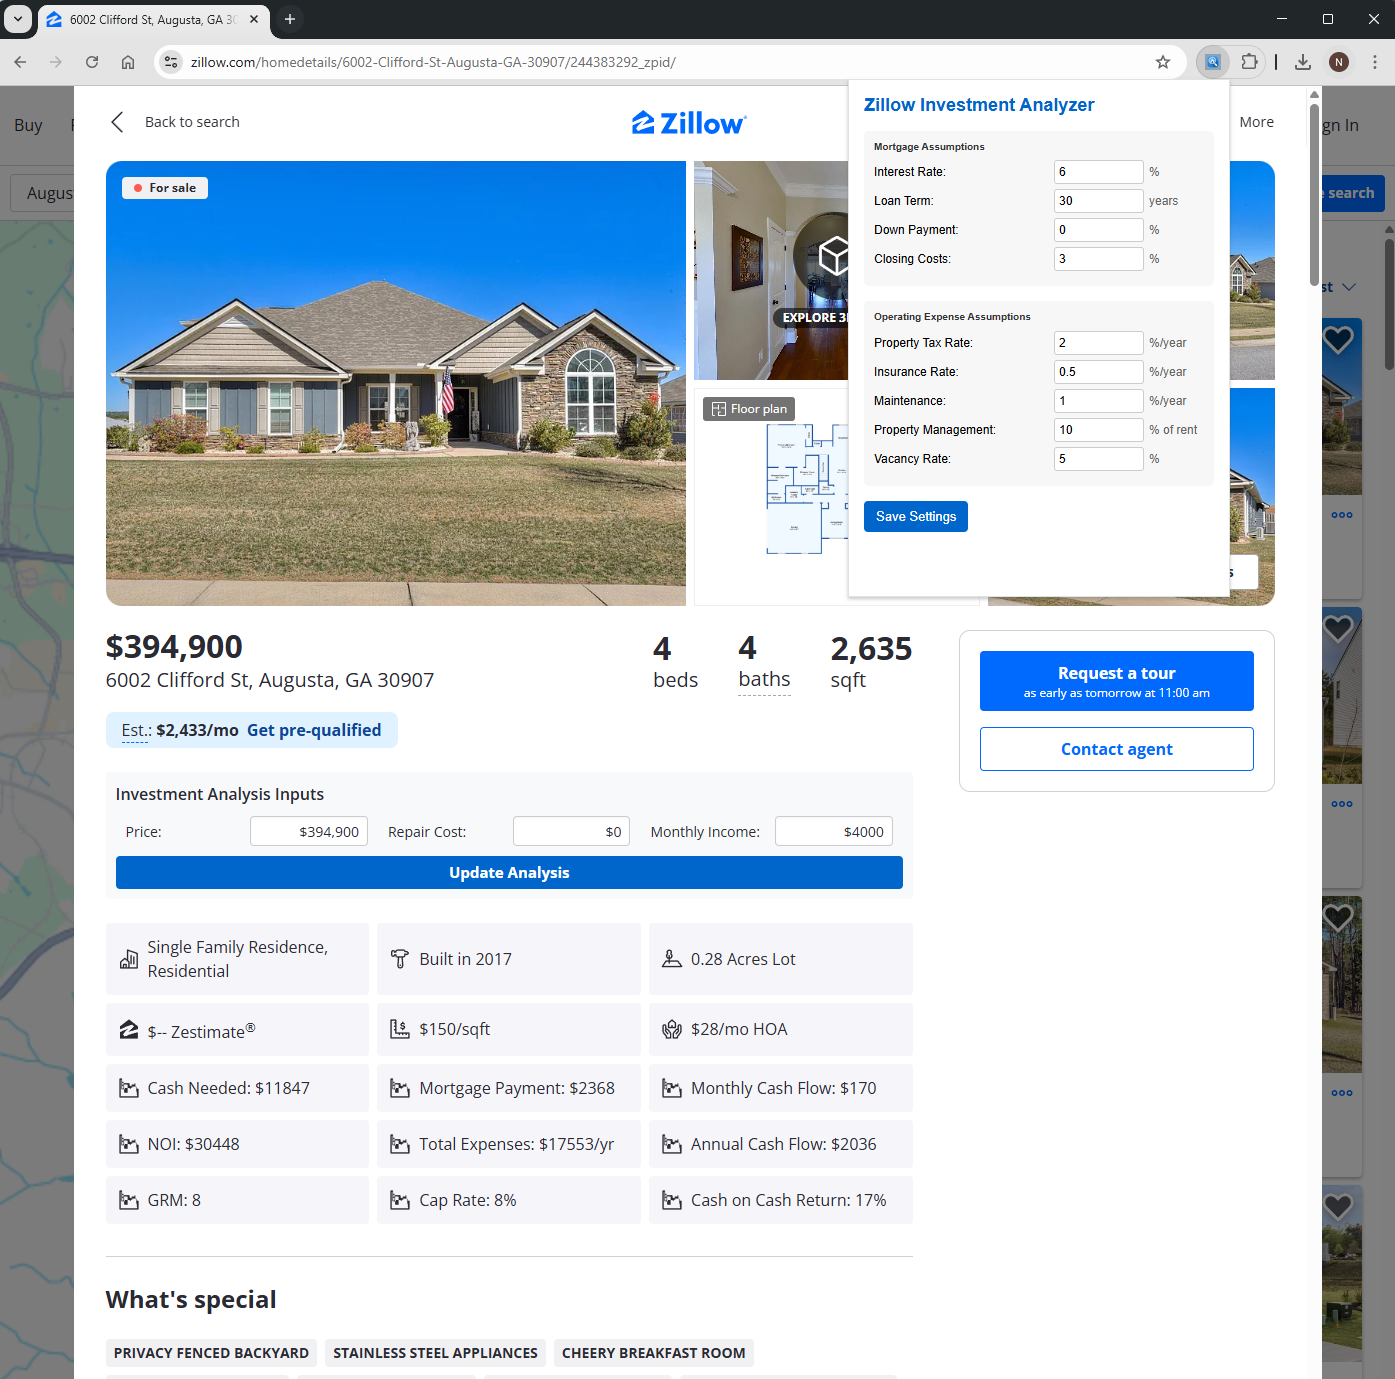 6002 Clifford St, Augusta, GA 30
zillow.com/homedetails/6002-Clifford-St-Augusta-GA-30907/244383292_zpid/
N
Buy
Back to search
Zillow
More
gn In
Augus
search
st
For sale
EXPLORE 3
Floor plan
Zillow Investment Analyzer
Mortgage Assumptions
Interest Rate: 6 %
Loan Term: 30 years
Down Payment: 0 %
Closing Costs: 3 %
Operating Expense Assumptions
Property Tax Rate: 2 %/year
Insurance Rate: 0.5 %/year
Maintenance: 1 %/year
Property Management: 10 % of rent
Vacancy Rate: 5 %
Save Settings
$394,900
6002 Clifford St, Augusta, GA 30907
4 beds
4 baths
2,635 sqft
Est.: $2,433/mo Get pre-qualified
Request a tour
as early as tomorrow at 11:00 am
Contact agent
Investment Analysis Inputs
Price: $394,900 Repair Cost: $0 Monthly Income: $4000
Update Analysis
Single Family Residence,
Residential
Built in 2017
0.28 Acres Lot
$-- Zestimate®
$150/sqft
$28/mo HOA
Cash Needed: $11847
Mortgage Payment: $2368
Monthly Cash Flow: $170
NOI: $30448
Total Expenses: $17553/yr
Annual Cash Flow: $2036
GRM: 8
Cap Rate: 8%
Cash on Cash Return: 17%
What's special
PRIVACY FENCED BACKYARD
STAINLESS STEEL APPLIANCES
CHEERY BREAKFAST ROOM